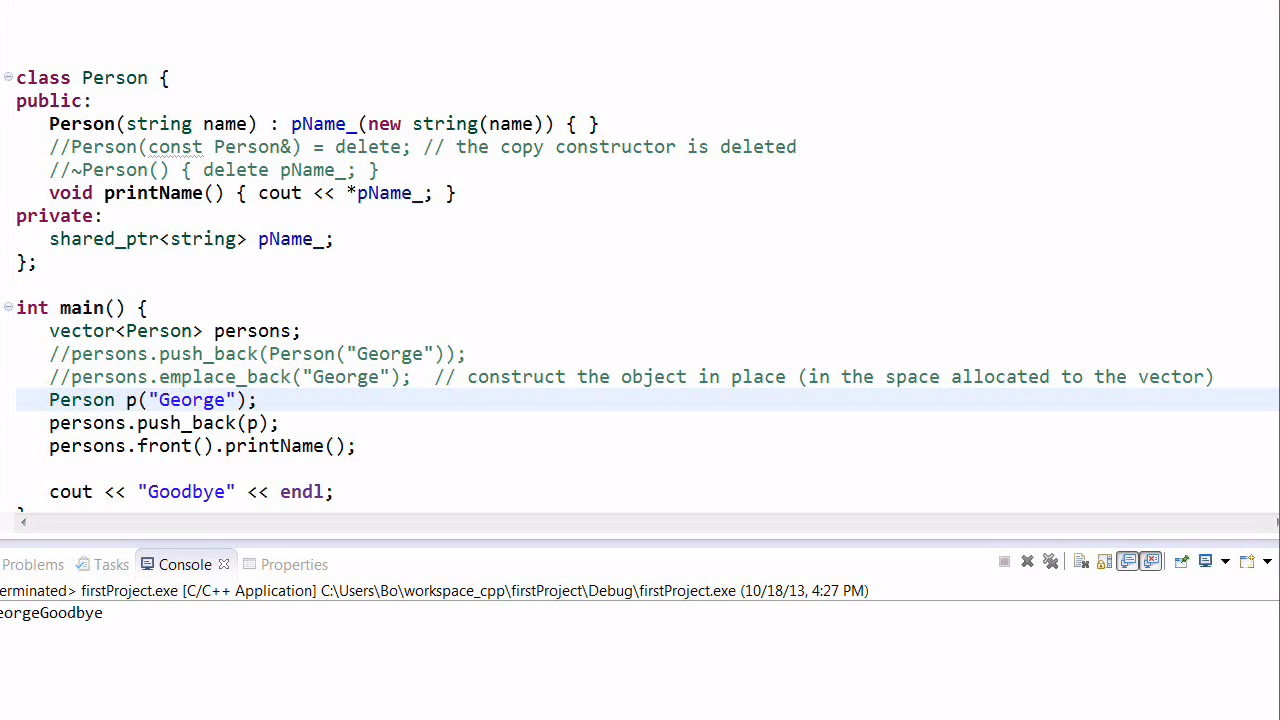 class Person {
public:
Person(string name) : pName_(new string(name)) { }
//Person(const Person&) = delete; // the copy constructor is deleted
//~Person() { delete pName_; }
void printName() { cout << *pName_; }
private:
shared_ptr<string> pName_;
};
int main() {
vector<Person> persons;
//persons.push_back(Person("George"));
//persons.emplace_back("George");  // construct the object in place (in the space allocated to the vector)
Person p("George");
persons.push_back(p);
persons.front().printName();
cout << "Goodbye" << endl;
Problems Tasks Console Properties
erminated> firstProject.exe [C/C++ Application] C:\Users\Bo\workspace_cpp\firstProject\Debug\firstProject.exe (10/18/13, 4:27 PM)
eorgeGoodbye